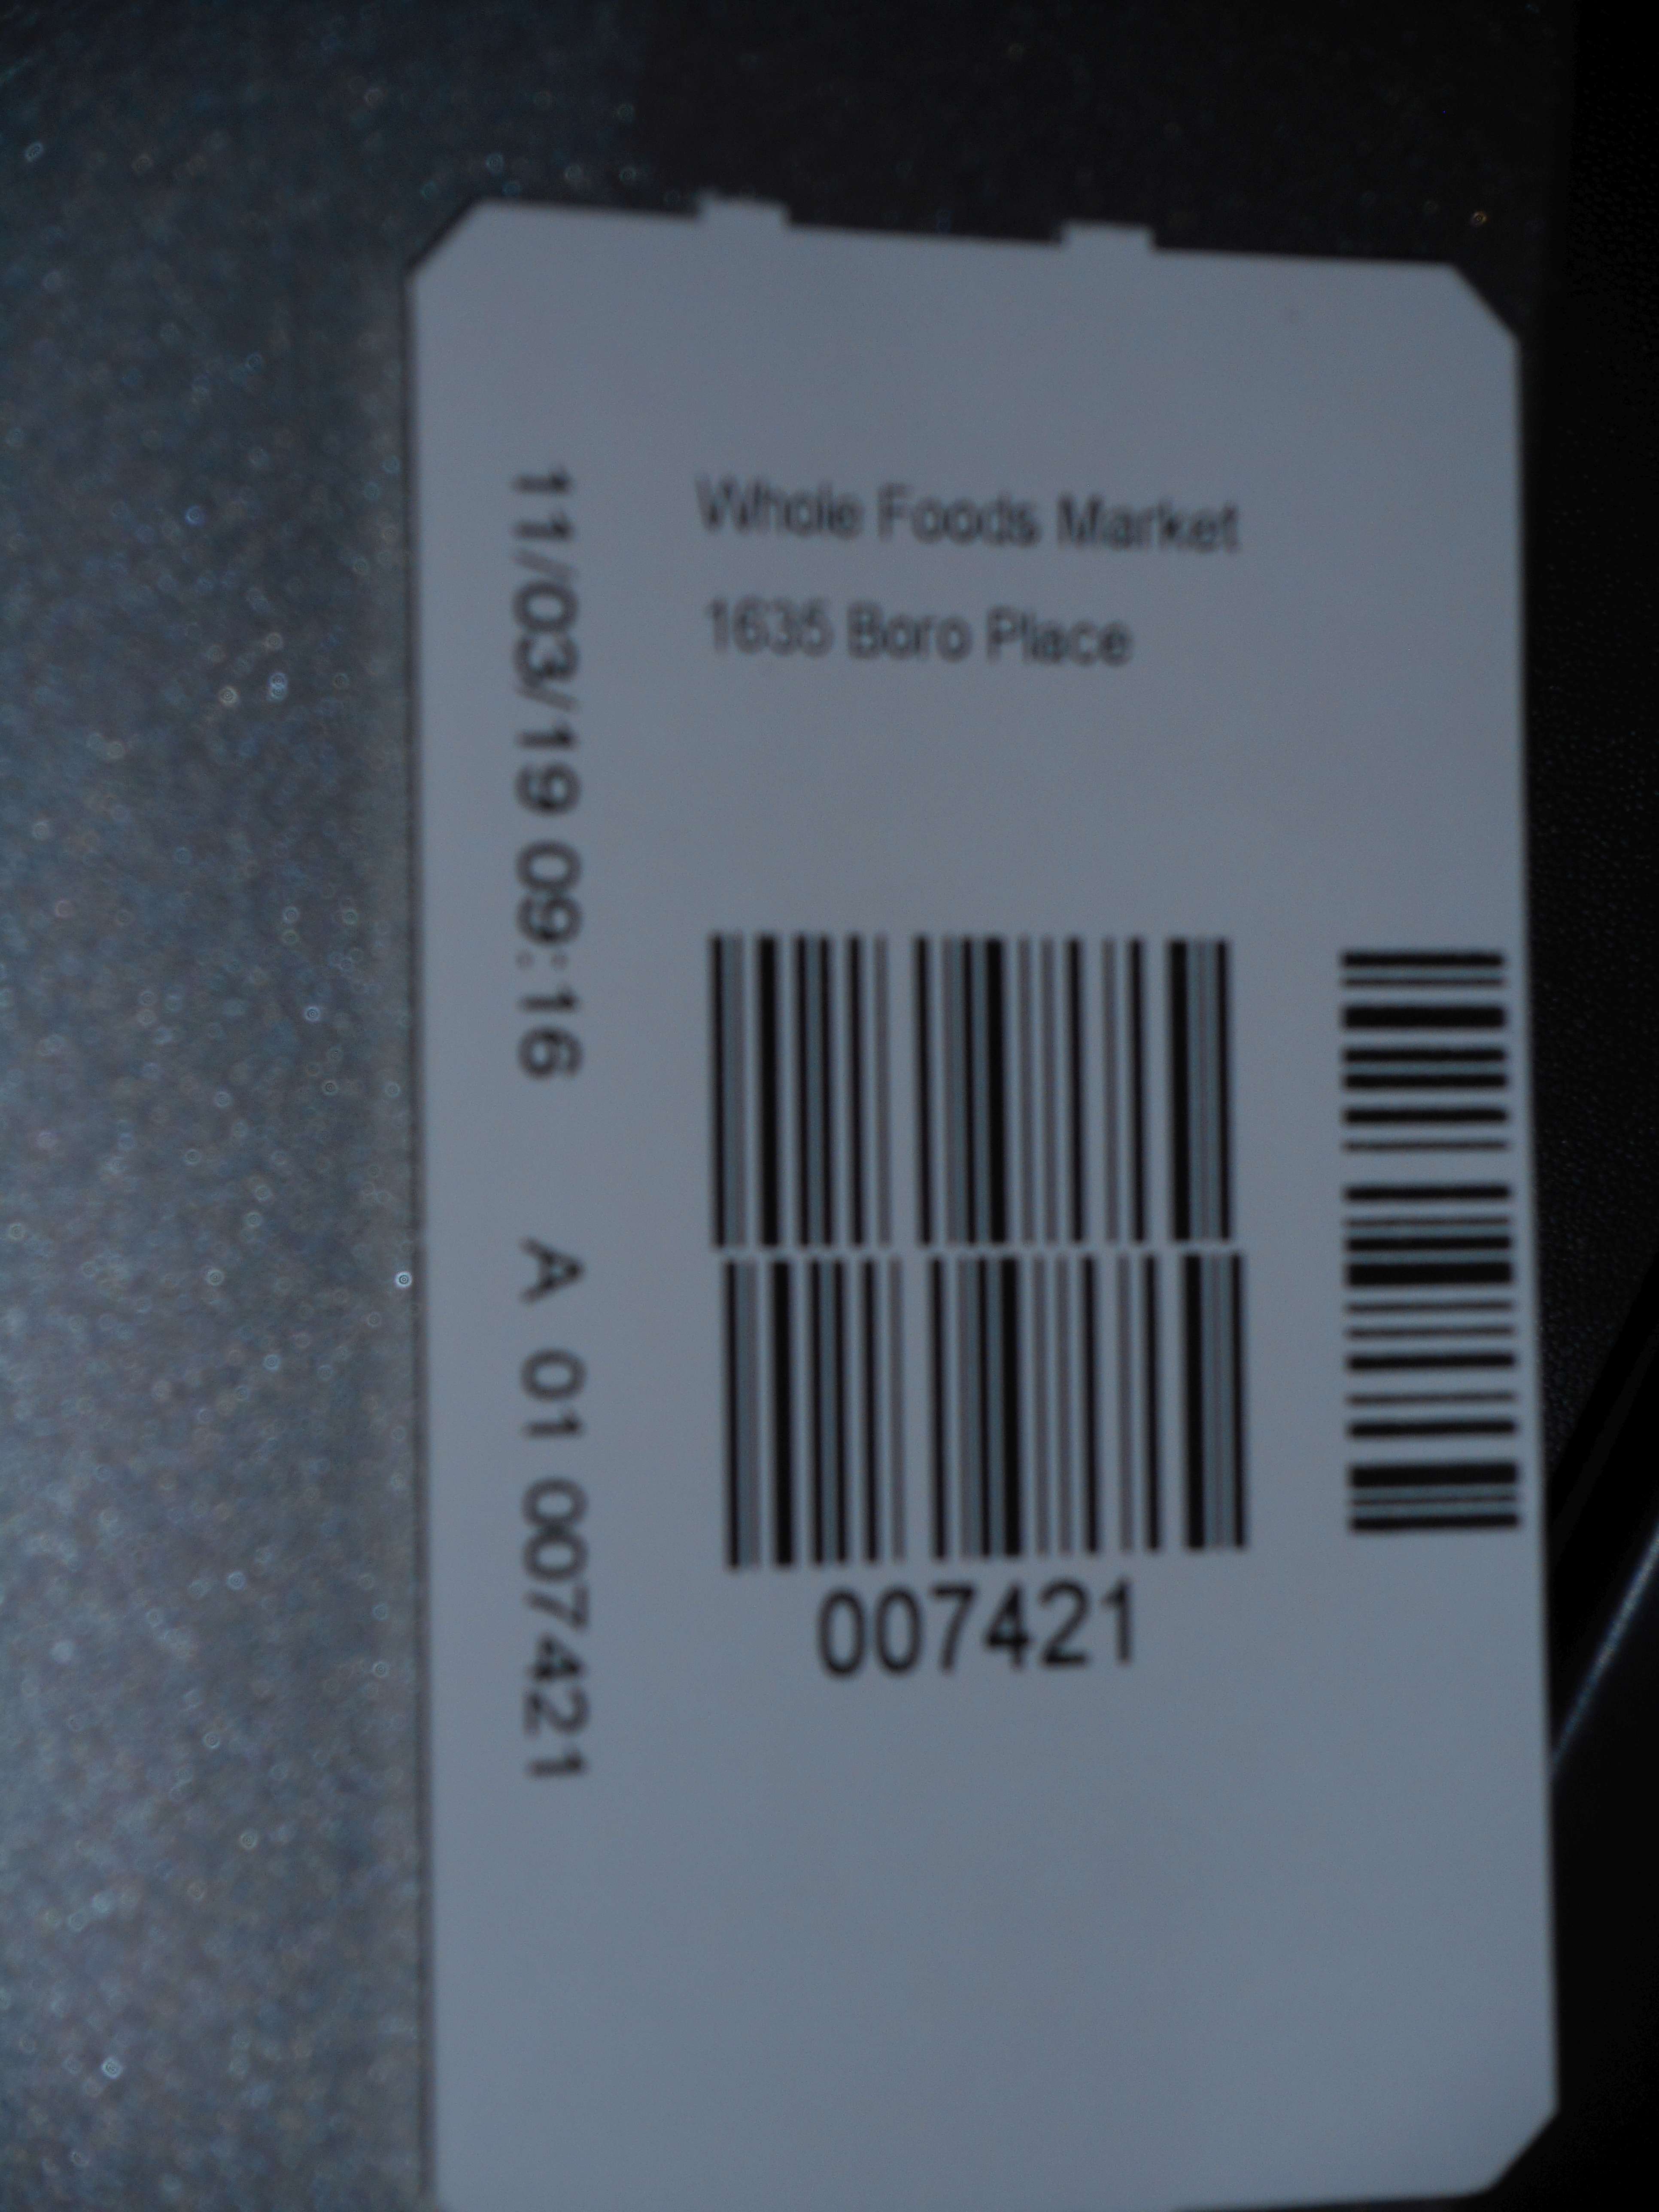 Whole Foods Market
1635 Boro Place
11/03/19 09:16 A 01 007421
007421